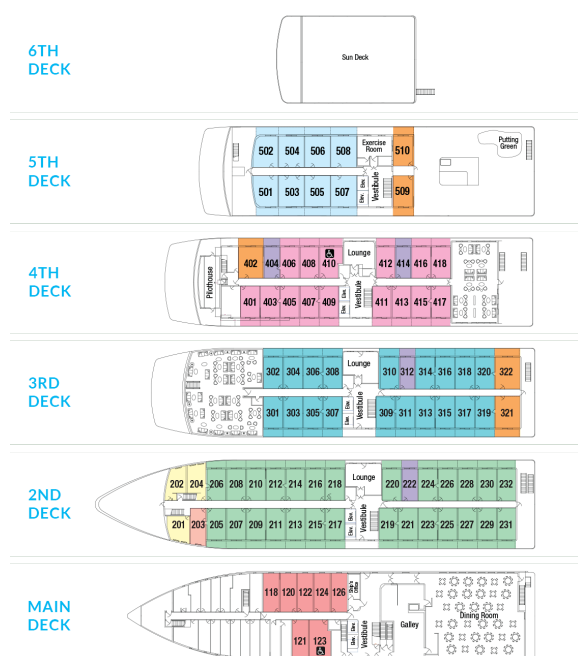 6TH
DECK
Sun Deck
5TH
DECK
502 504 506 508 Exercise
Room 510
Putting
Green
501 503 505 507 Elev. Elev. Vestibule 509
4TH
DECK
Pilothouse
402 404 406 408 410 Lounge 412 414 416 418
401 403 405 407 409 Elev. Elev. Vestibule 411 413 415 417
3RD
DECK
302 304 306 308 Lounge 310 312 314 316 318 320 322
301 303 305 307 Elev. Elev. Vestibule 309 311 313 315 317 319 321
2ND
DECK
202 204 206 208 210 212 214 216 218 Lounge 220 222 224 226 228 230 232
201 203 205 207 209 211 213 215 217 Elev. Elev. Vestibule 219 221 223 225 227 229 231
MAIN
DECK
118 120 122 124 126 Ship's
Office
Galley
Dining Room
121 123 Elev. Elev. Vestibule